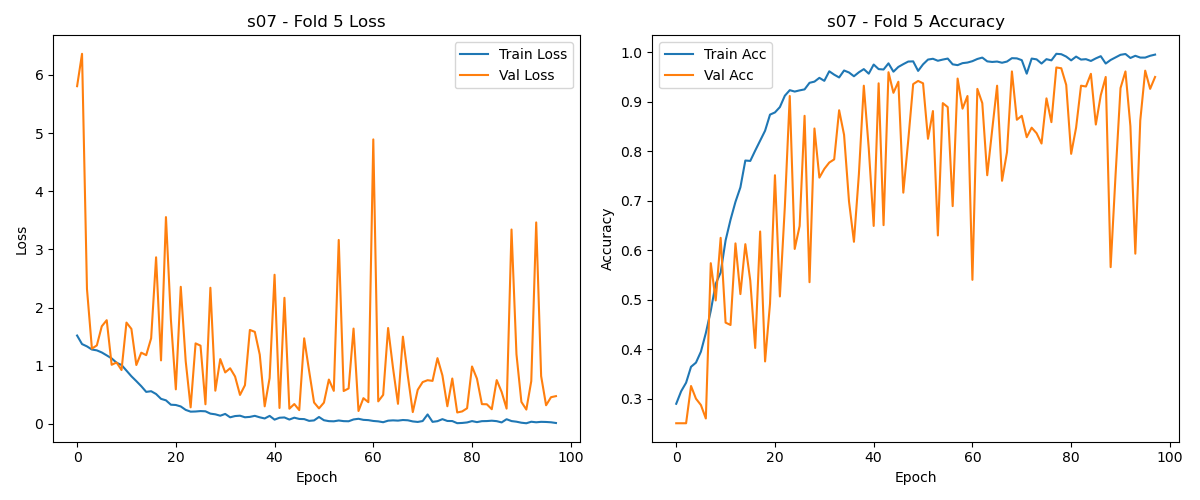 s07 - Fold 5 Loss
Train Loss
Val Loss
6
5
4
3
2
1
0
Loss
0 20 40 60 80 100
Epoch
s07 - Fold 5 Accuracy
Train Acc
Val Acc
1.0
0.9
0.8
0.7
0.6
0.5
0.4
0.3
Accuracy
0 20 40 60 80 100
Epoch